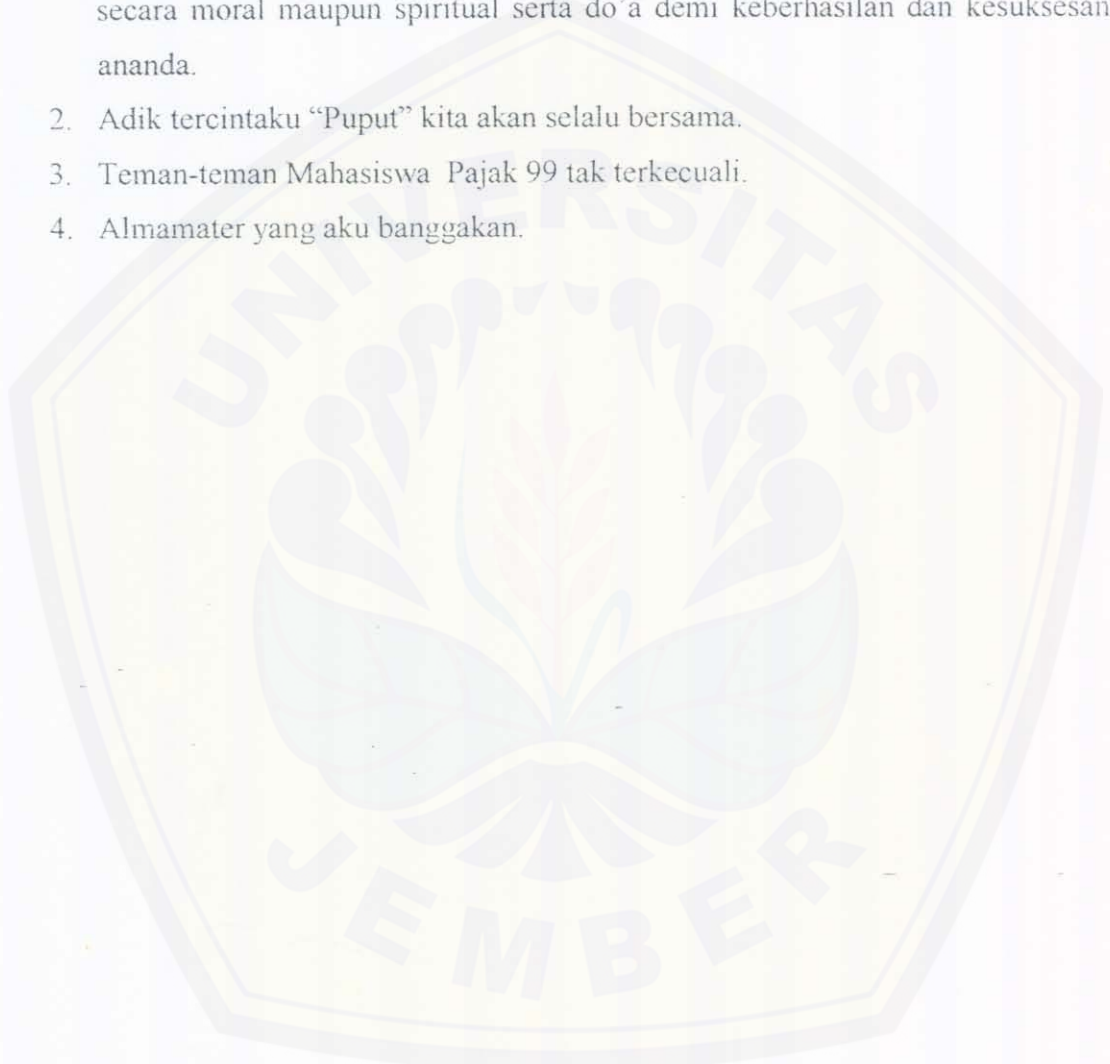 secara moral maupun spiritual serta do'a demi keberhasilan dan kesuksesan
ananda.
2. Adik tercintaku “Puput” kita akan selalu bersama.
3. Teman-teman Mahasiswa Pajak 99 tak terkecuali.
4. Almamater yang aku banggakan.
UNIVERSITAS
JEMBER